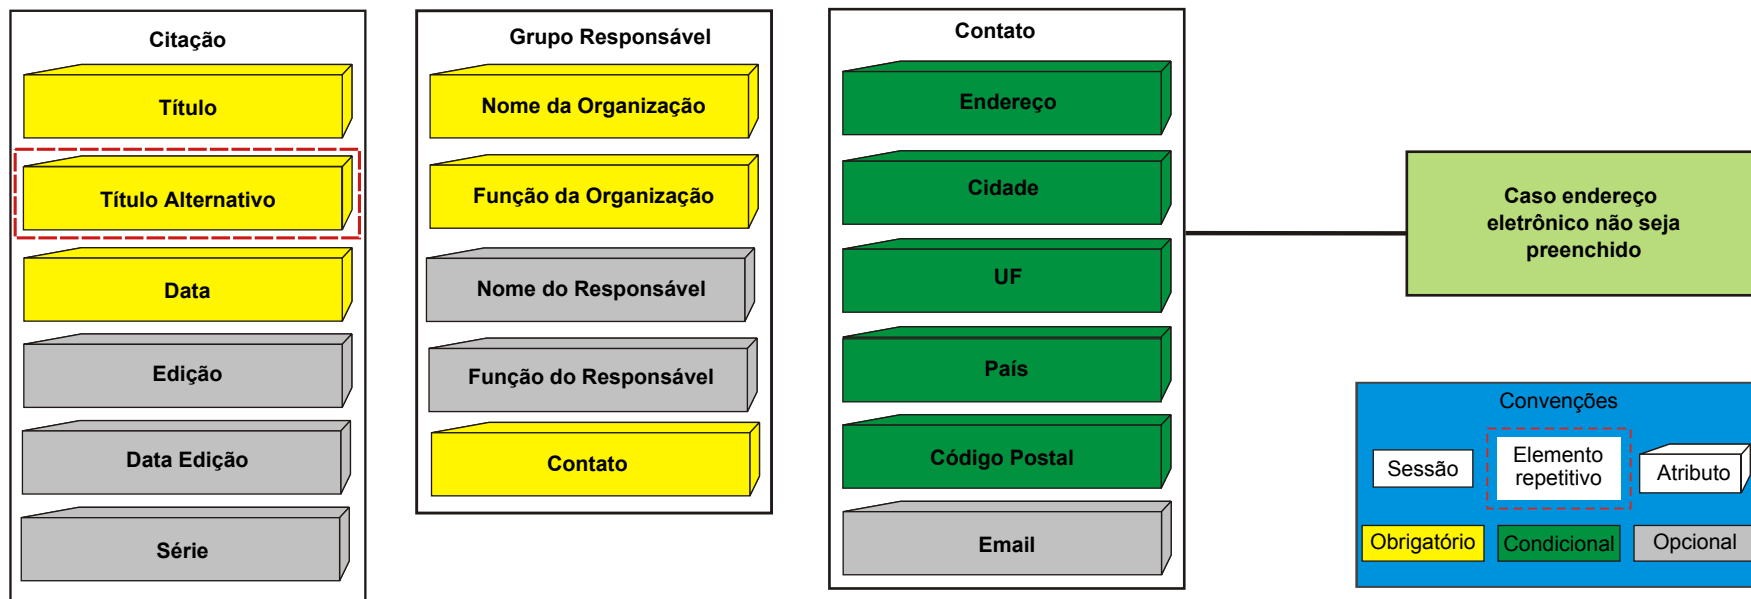 Citação
Título
Título Alternativo
Data
Edição
Data Edição
Série
Grupo Responsável
Nome da Organização
Função da Organização
Nome do Responsável
Função do Responsável
Contato
Contato
Endereço
Cidade
UF
País
Código Postal
Email
Caso endereço
eletrônico não seja
preenchido
Convenções
Sessão
Elemento
repetitivo
Atributo
Obrigatório
Condicional
Opcional